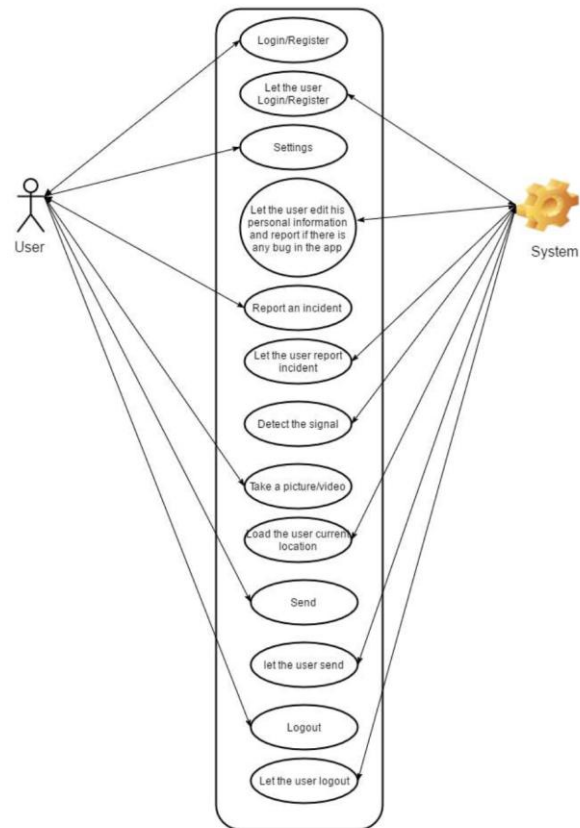 Login/Register
Let the user
Login/Register
Settings
Let the user edit his
personal information
and report if there is
any bug in the app
User
System
Report an incident
Let the user report
incident
Detect the signal
Take a picture/video
Load the user current
location
Send
let the user send
Logout
Let the user logout